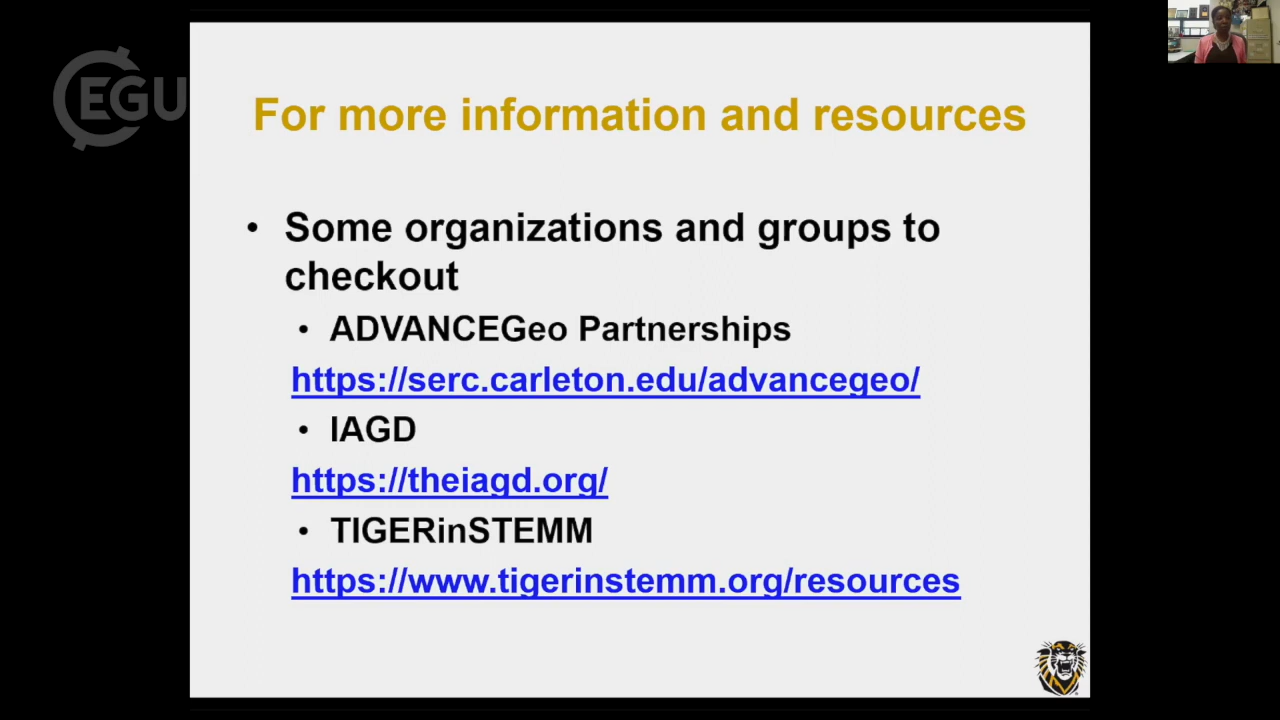 EGU
For more information and resources
• Some organizations and groups to
checkout
• ADVANCEGeo Partnerships
https://serc.carleton.edu/advancegeo/
• IAGD
https://theiagd.org/
• TIGERinSTEMM
https://www.tigerinstemm.org/resources